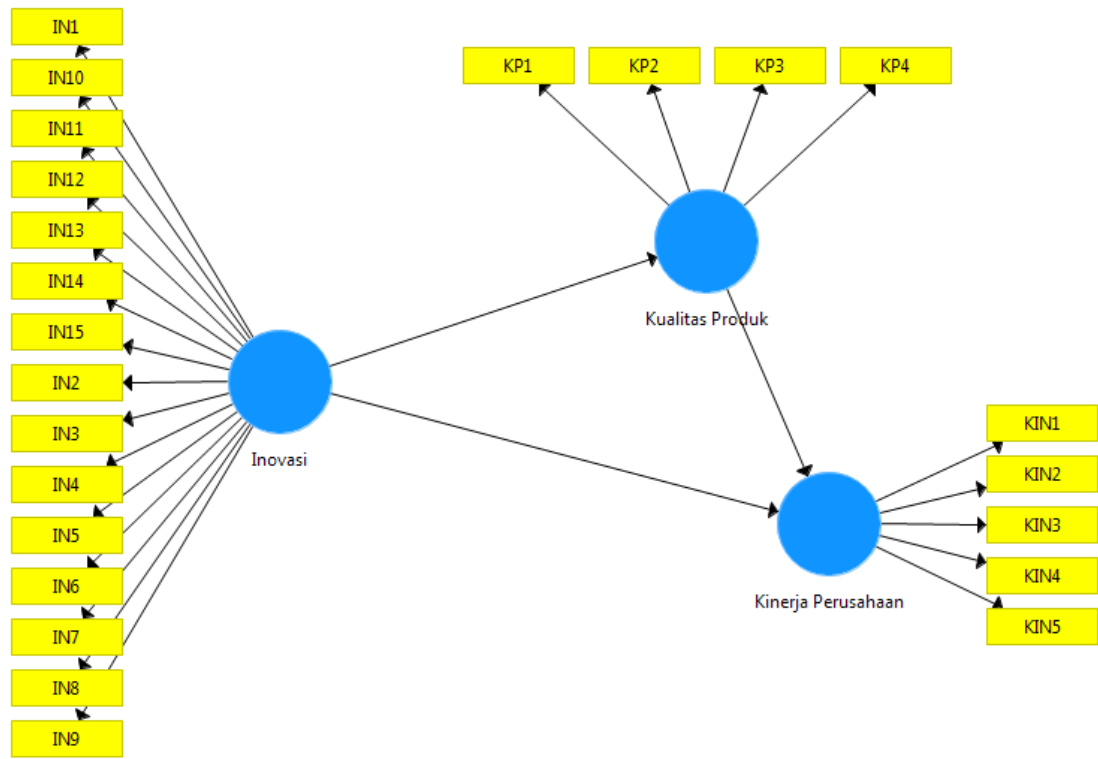 IN1
IN10
IN11
IN12
IN13
IN14
IN15
IN2
IN3
IN4
IN5
IN6
IN7
IN8
IN9
Inovasi
KP1
KP2
KP3
KP4
Kualitas Produk
Kinerja Perusahaan
KIN1
KIN2
KIN3
KIN4
KIN5